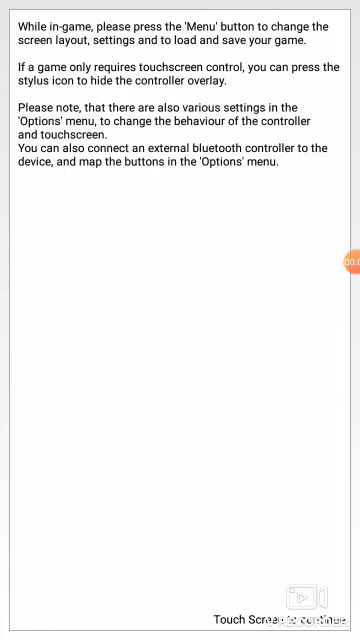 While in-game, please press the 'Menu' button to change the
screen layout, settings and to load and save your game.
If a game only requires touchscreen control, you can press the
stylus icon to hide the controller overlay.
Please note, that there are also various settings in the
'Options' menu, to change the behaviour of the controller
and touchscreen.
You can also connect an external bluetooth controller to the
device, and map the buttons in the 'Options' menu.
Touch Screen to continue
RECORDER